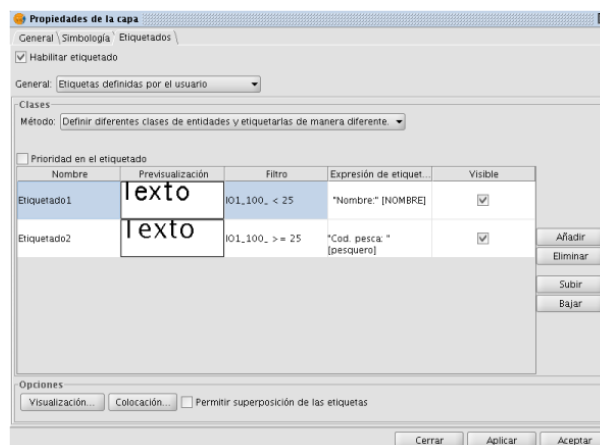 Propiedades de la capa
General Simbología Etiquetados
Habilitar etiquetado
General: Etiquetas definidas por el usuario
Clases
Método: Definir diferentes clases de entidades y etiquetarlas de manera diferente.
Prioridad en el etiquetado
Nombre Previsualización Filtro Expresión de etiquet... Visible
Etiquetado1 Texto IO1_100_ < 25 "Nombre:" [NOMBRE]
Etiquetado2 Texto IO1_100_ >= 25 "Cod. pesca: "
[pesquero]
Añadir
Eliminar
Subir
Bajar
Opciones
Visualización... Colocación... Permitir superposición de las etiquetas
Cerrar Aplicar Aceptar